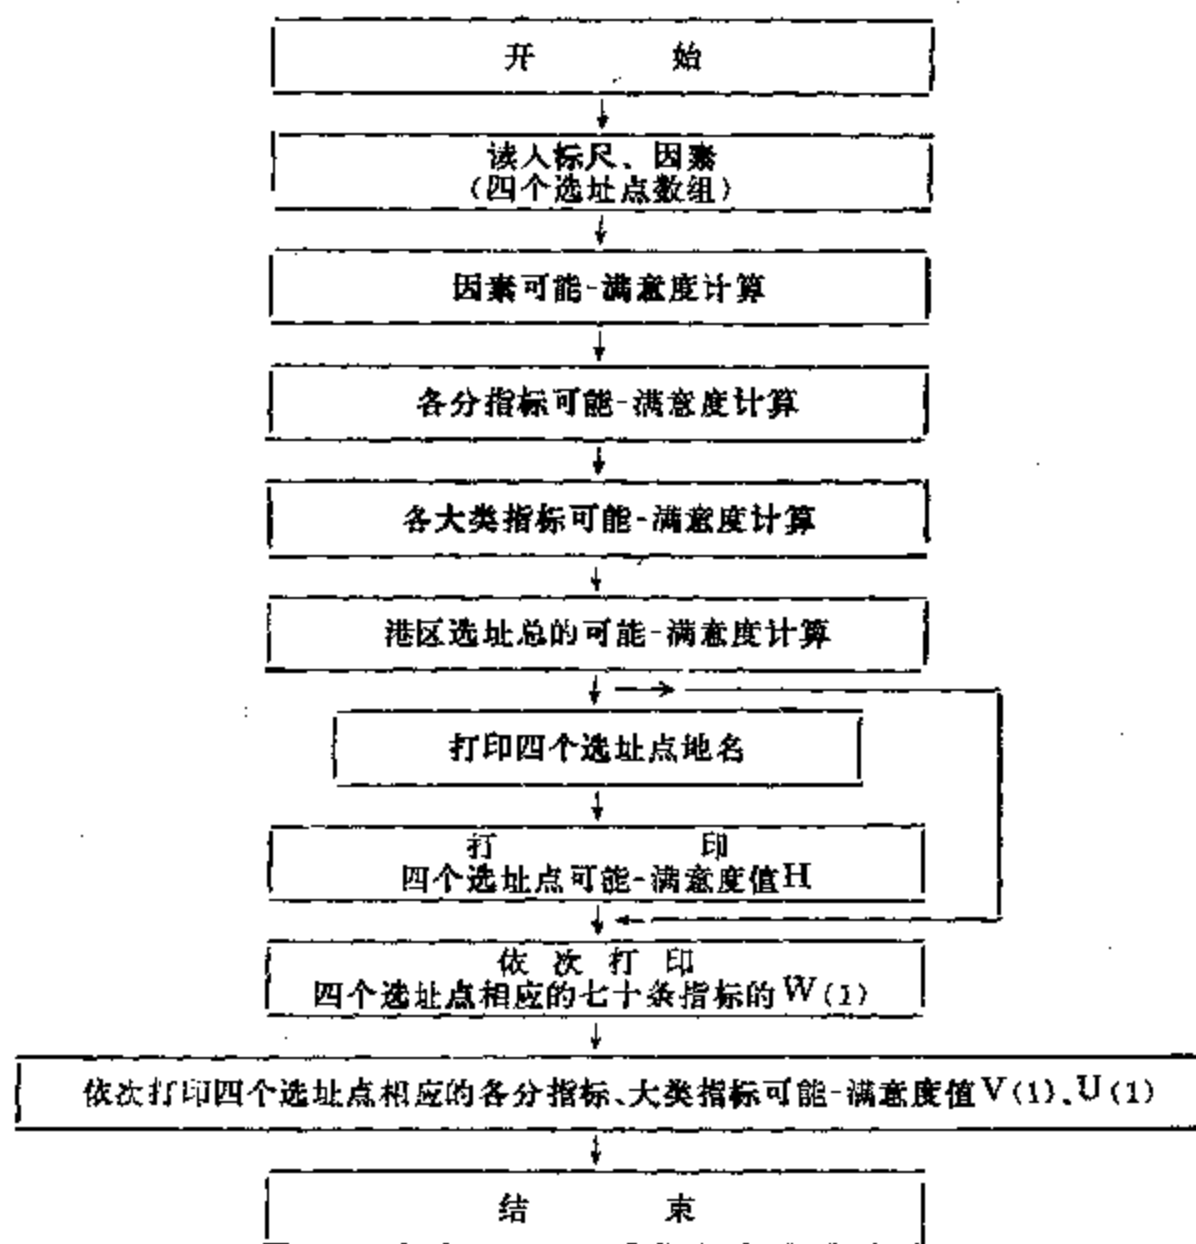 开 始
读入标尺、因素
(四个选址点数组)
因素可能-满意度计算
各分指标可能-满意度计算
各大类指标可能-满意度计算
港区选址总的可能-满意度计算
打印四个选址点地名
打 印
四个选址点可能-满意度值H
依 次 打 印
四个选址点相应的七十条指标的W(1)
依次打印四个选址点相应的各分指标、大类指标可能-满意度值V(1)、U(1)
结 束